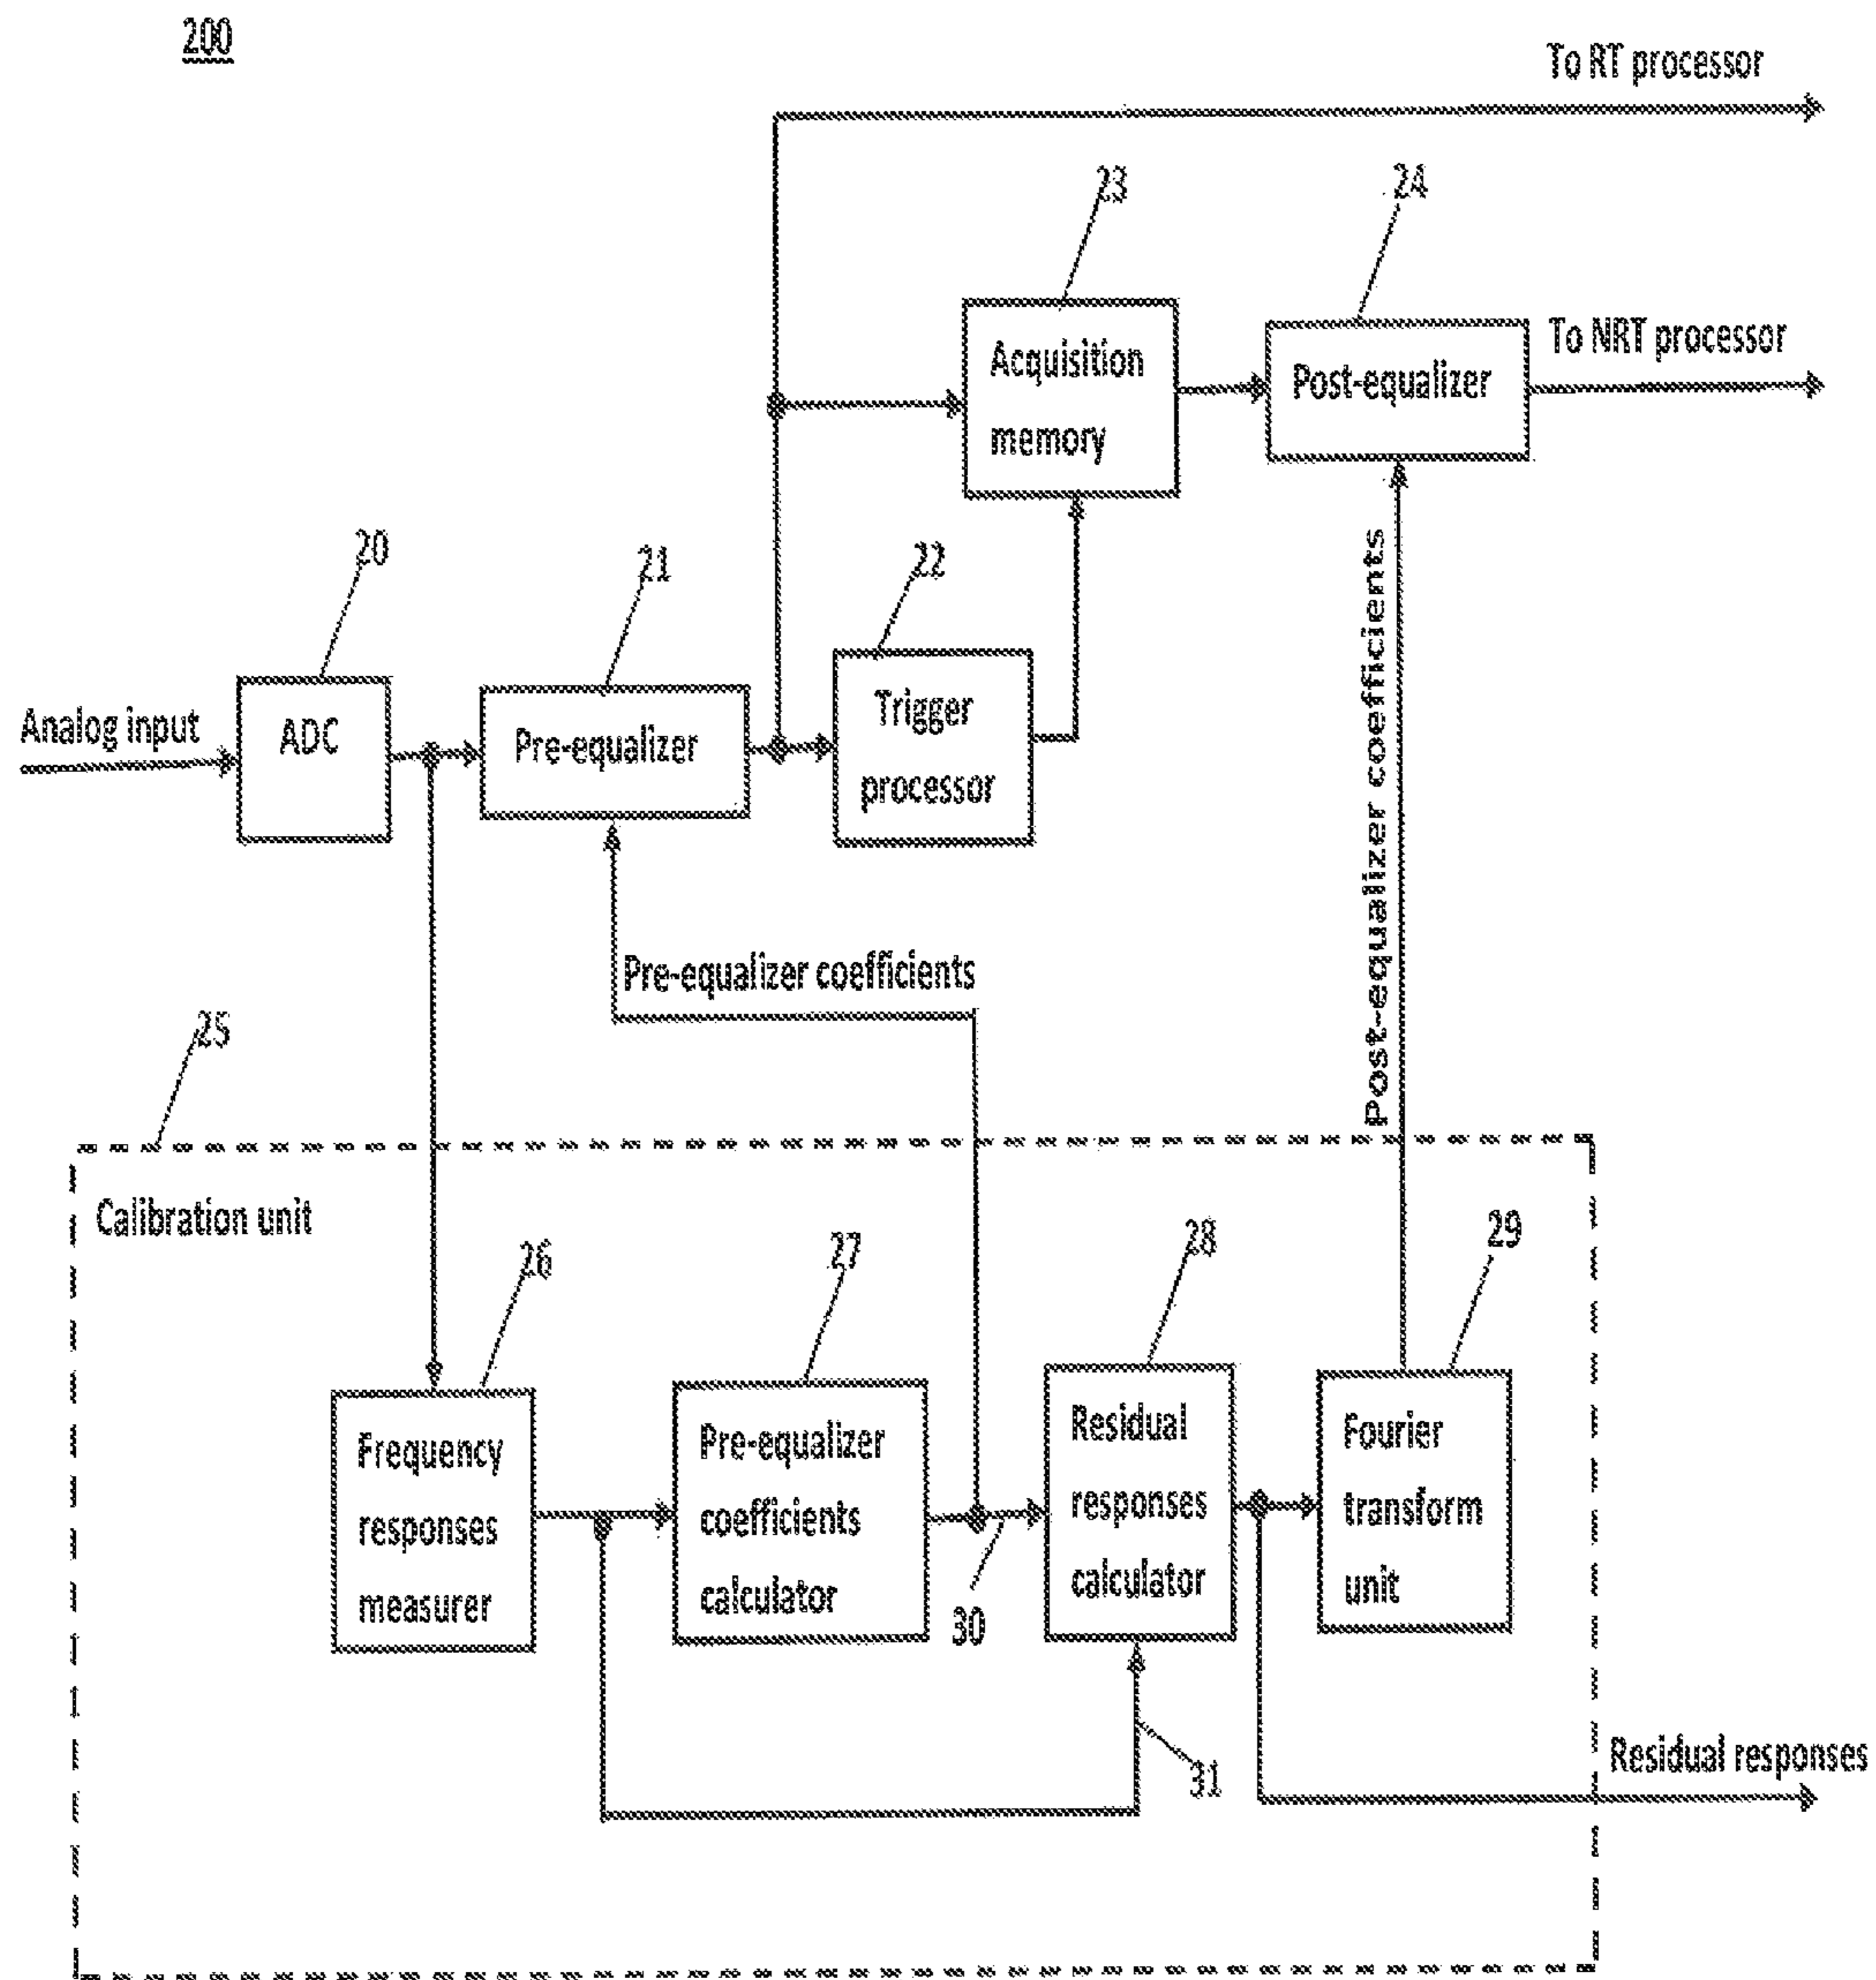 200
To RT processor
23
24
Acquisition
memory
Post-equalizer
To NRT processor
20
21
22
Analog input
ADC
Pre-equalizer
Trigger
processor
Post-equalizer coefficients
Pre-equalizer coefficients
25
Calibration unit
26
27
28
29
Frequency
responses
measurer
Pre-equalizer
coefficients
calculator
30
Residual
responses
calculator
Fourier
transform
unit
31
Residual responses